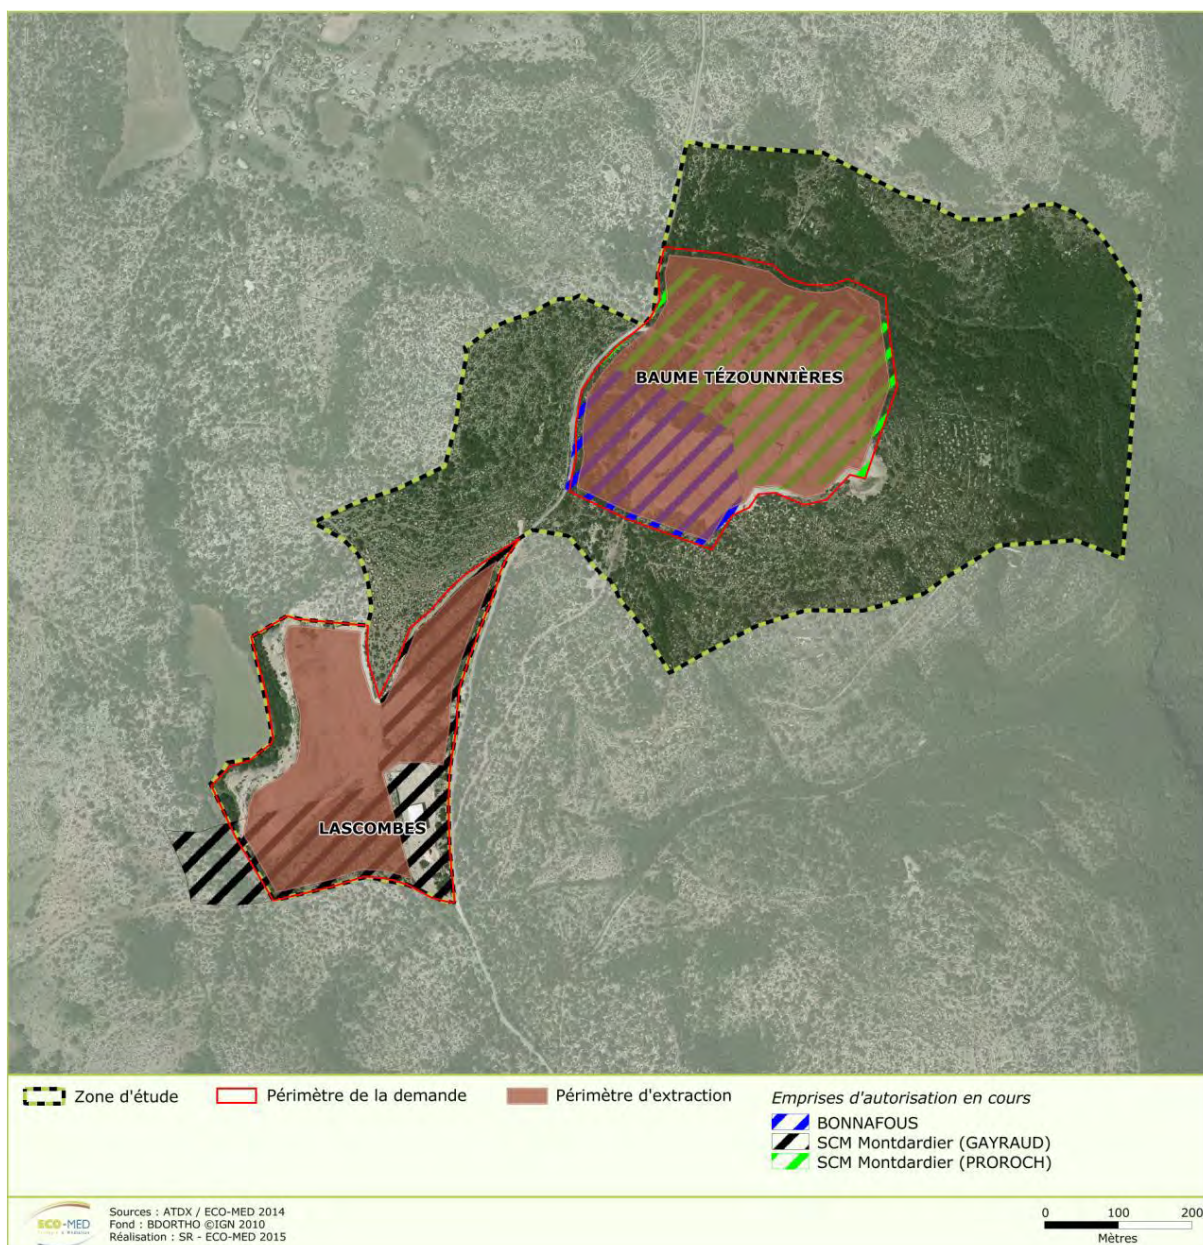 BAUME TÉZOUNNIÈRES
LASCOMBES
Zone d'étude
Périmètre de la demande
Périmètre d'extraction
Emprises d'autorisation en cours
BONNAFOUS
SCM Montdardier (GAYRAUD)
SCM Montdardier (PROROCH)
ECO-MED
Sources : ATDX / ECO-MED 2014
Fond : BDORTHO ©IGN 2010
Réalisation : SR - ECO-MED 2015
0 100 200
Mètres